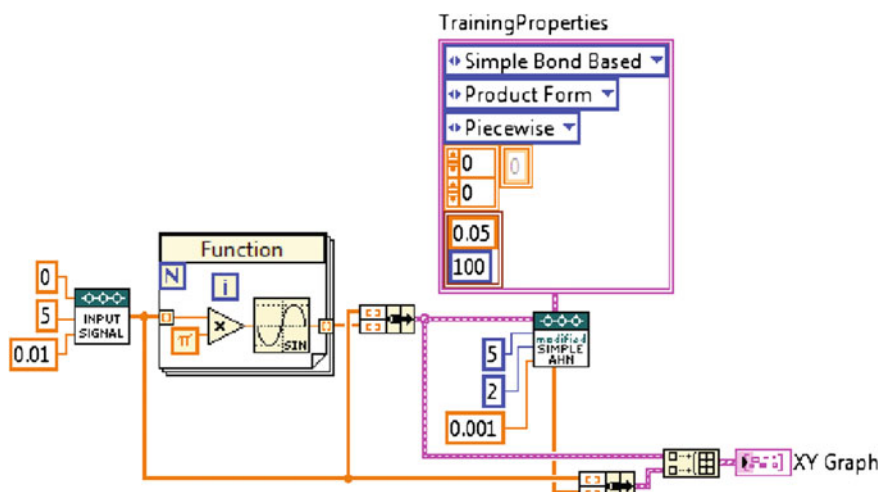 TrainingProperties
Simple Bond Based
Product Form
Piecewise
0
0
0
0.05
100
Function
N
i
0
5
0.01
INPUT
SIGNAL
x
π
SIN
modified
SIMPLE
AHN
5
2
0.001
XY Graph